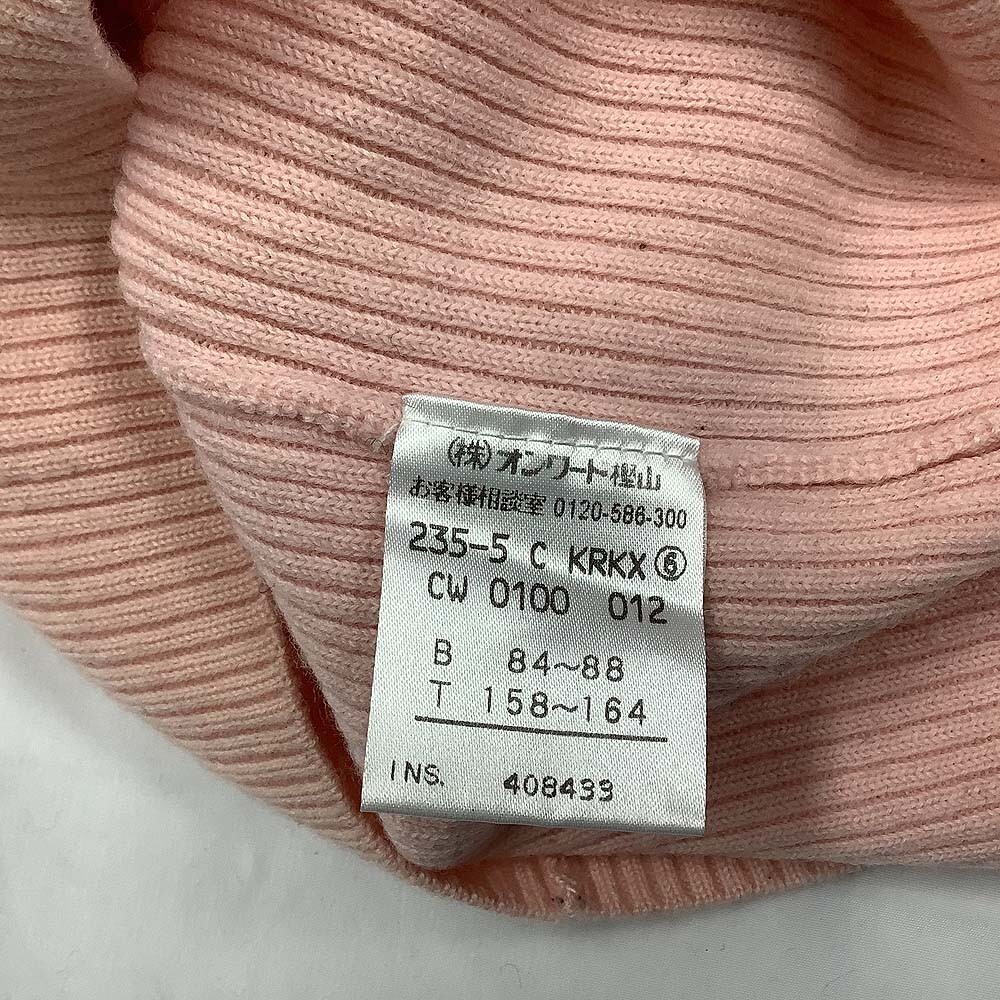 (株)オンワード樫山
お客様相談室 0120-586-300
235-5 C KRKX ⑥
CW 0100 012
B 84~88
T 158~164
INS. 408433